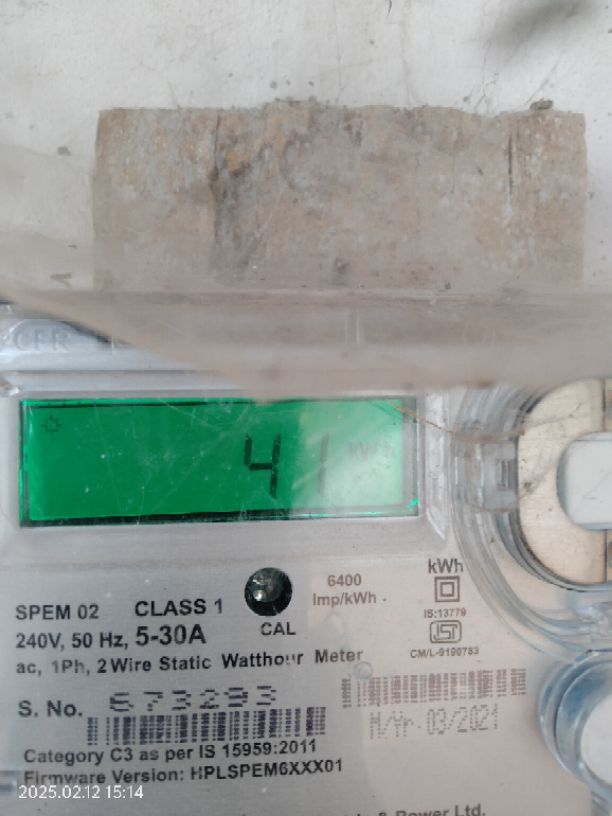 41 kWh
6400
Imp/kWh
kWh
SPEM 02 CLASS 1
IS:13779
240V, 50 Hz, 5-30A
CAL
CM/L-9190783
ac, 1Ph, 2 Wire Static Watthour Meter
S. No. 673293
M/Yr. 03/2021
Category C3 as per IS 15959:2011
Firmware Version: HPLSPEM6XXX01
2025.02.12 15:14
& Power Ltd.